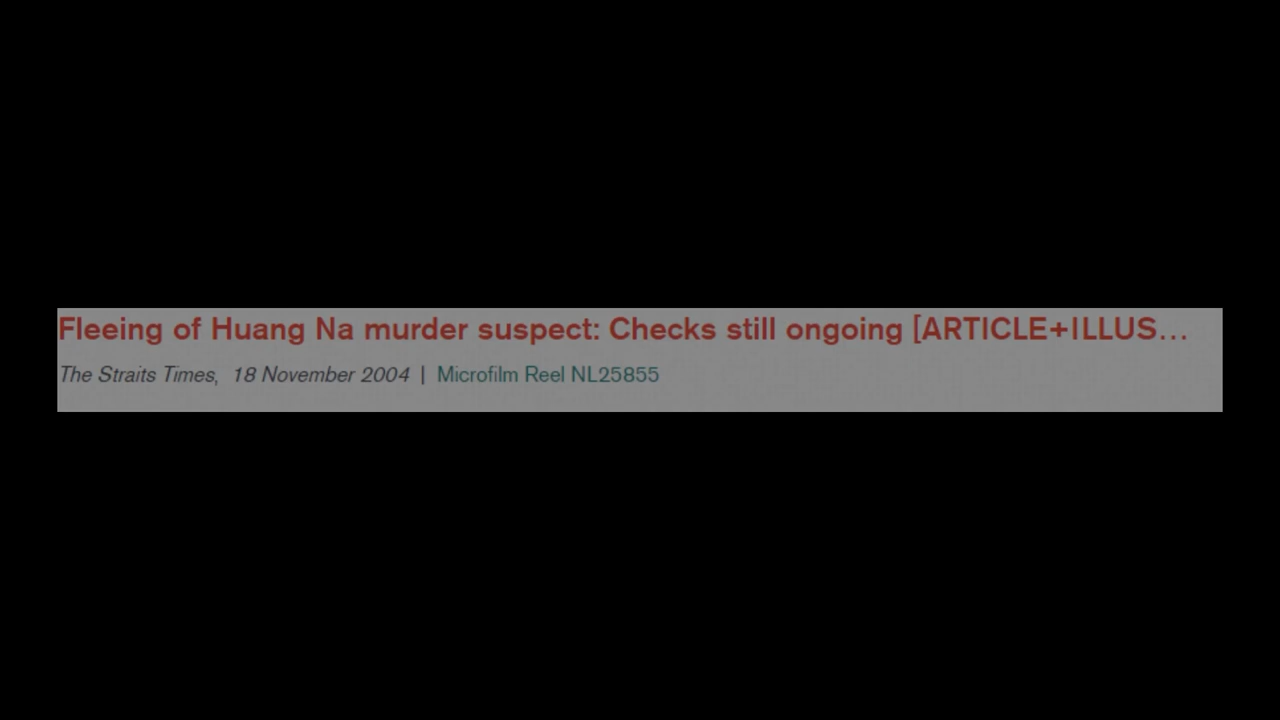 Fleeing of Huang Na murder suspect: Checks still ongoing [ARTICLE+ILLUS...
The Straits Times, 18 November 2004 | Microfilm Reel NL25855